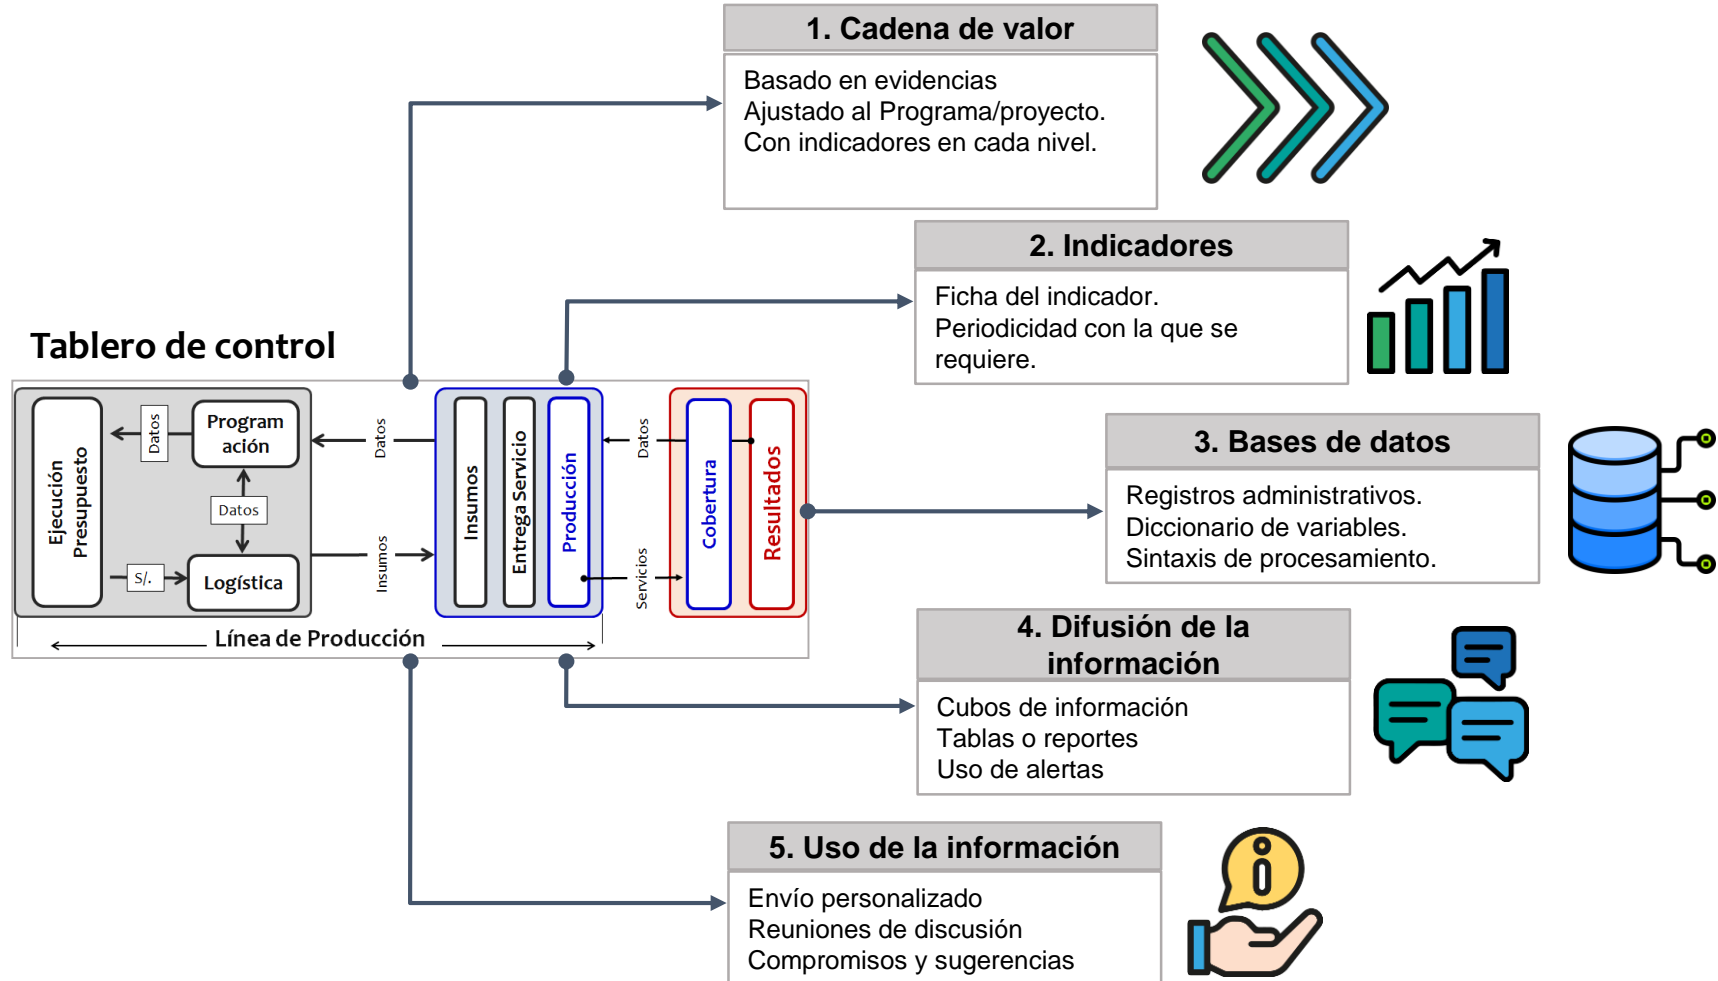 1. Cadena de valor
Basado en evidencias
Ajustado al Programa/proyecto.
Con indicadores en cada nivel.
2. Indicadores
Ficha del indicador.
Periodicidad con la que se
requiere.
Tablero de control
Ejecución
Presupuesto
Datos
Program
ación
Datos
S/.
Logística
Datos
Insumos
Insumos
Entrega Servicio
Producción
Datos
Servicios
Cobertura
Resultados
Línea de Producción
3. Bases de datos
Registros administrativos.
Diccionario de variables.
Sintaxis de procesamiento.
4. Difusión de la
información
Cubos de información
Tablas o reportes
Uso de alertas
5. Uso de la información
Envío personalizado
Reuniones de discusión
Compromisos y sugerencias